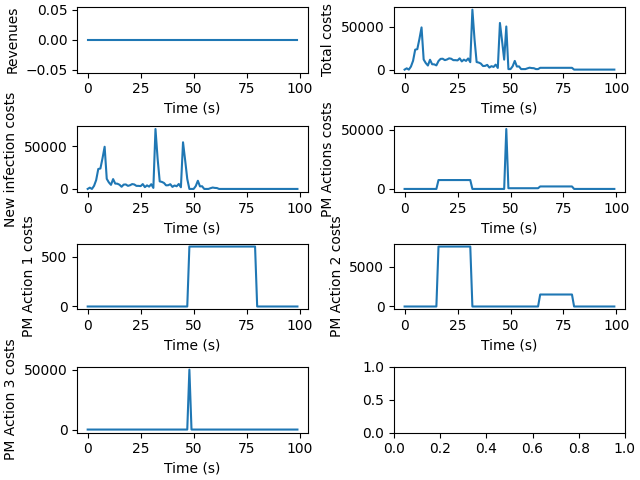 Revenues
0.05
0.00
−0.05
0 25 50 75 100
Time (s)
Total costs
50000
0
0 25 50 75 100
Time (s)
New infection costs
50000
0
0 25 50 75 100
Time (s)
PM Actions costs
50000
0
0 25 50 75 100
Time (s)
PM Action 1 costs
500
0
0 25 50 75 100
Time (s)
PM Action 2 costs
5000
0
0 25 50 75 100
Time (s)
PM Action 3 costs
50000
0
0 25 50 75 100
Time (s)
1.0
0.5
0.0
0.0 0.2 0.4 0.6 0.8 1.0